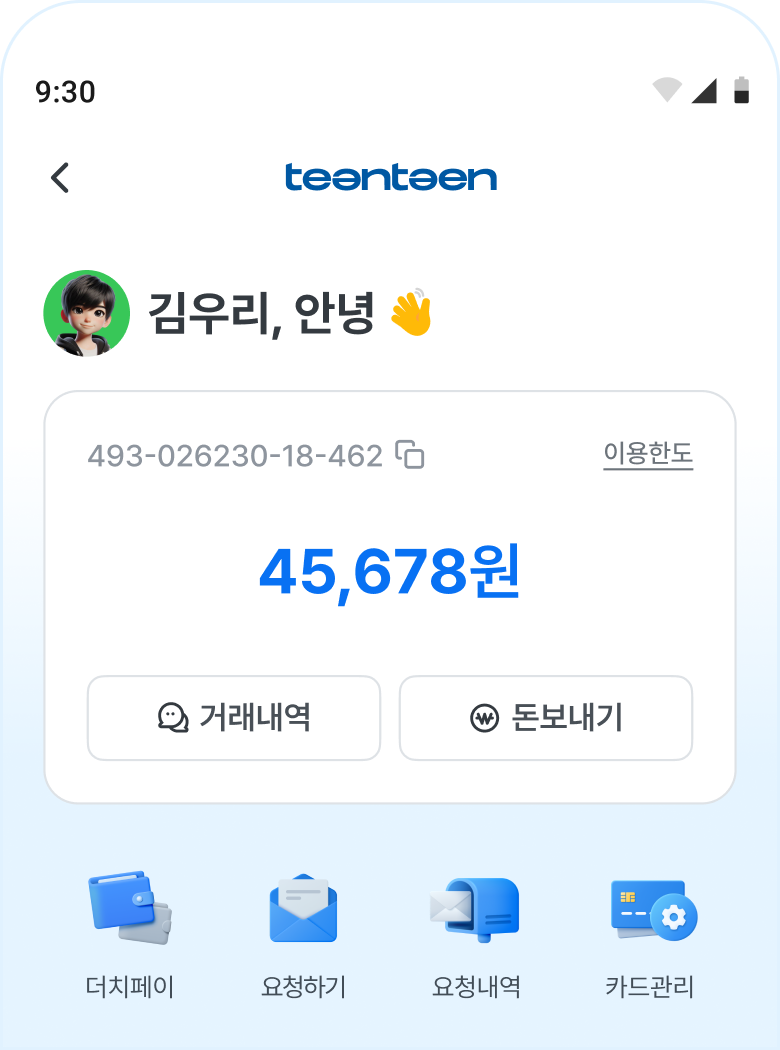 9:30
teenteen
김우리, 안녕 👋
493-026230-18-462
이용한도
45,678원
거래내역
돈보내기
더치페이
요청하기
요청내역
카드관리